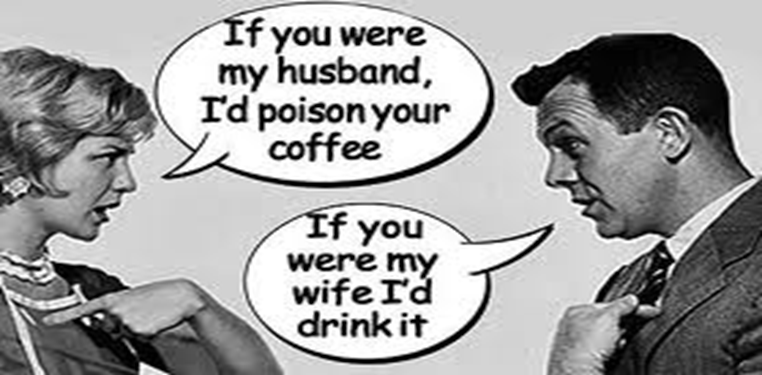 If you were
my husband,
I'd poison your
coffee
If you
were my
wife I'd
drink it